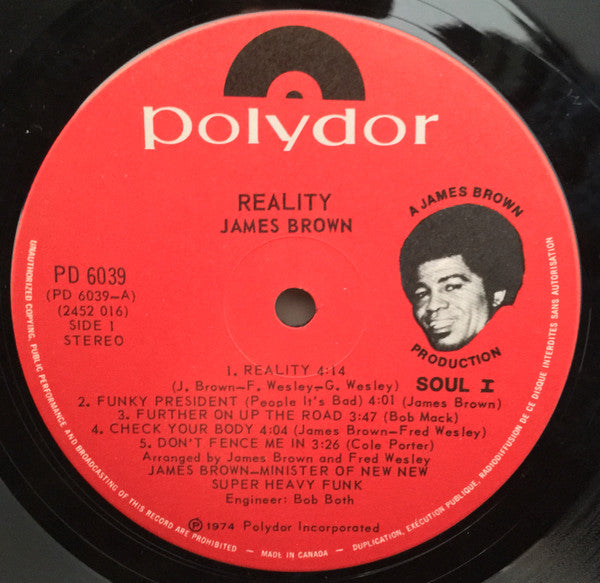 polydor
REALITY
JAMES BROWN
A JAMES BROWN
PRODUCTION
SOUL I
PD 6039
(PD 6039-A)
(2452 016)
SIDE 1
STEREO
1. REALITY 4:14
(J. Brown-F. Wesley-G. Wesley)
2. FUNKY PRESIDENT (People It's Bad) 4:01 (James Brown)
3. FURTHER ON UP THE ROAD 3:47 (Bob Mack)
4. CHECK YOUR BODY 4:04 (James Brown-Fred Wesley)
5. DON'T FENCE ME IN 3:26 (Cole Porter)
Arranged by James Brown and Fred Wesley
JAMES BROWN-MINISTER OF NEW NEW
SUPER HEAVY FUNK
Engineer: Bob Both
Ⓟ 1974 Polydor Incorporated
UNAUTHORIZED COPYING, PUBLIC PERFORMANCE AND BROADCASTING OF THIS RECORD ARE PROHIBITED - MADE IN CANADA - DUPLICATION, EXÉCUTION PUBLIQUE, RADIODIFFUSION DE CE DISQUE INTERDITES SANS AUTORISATION